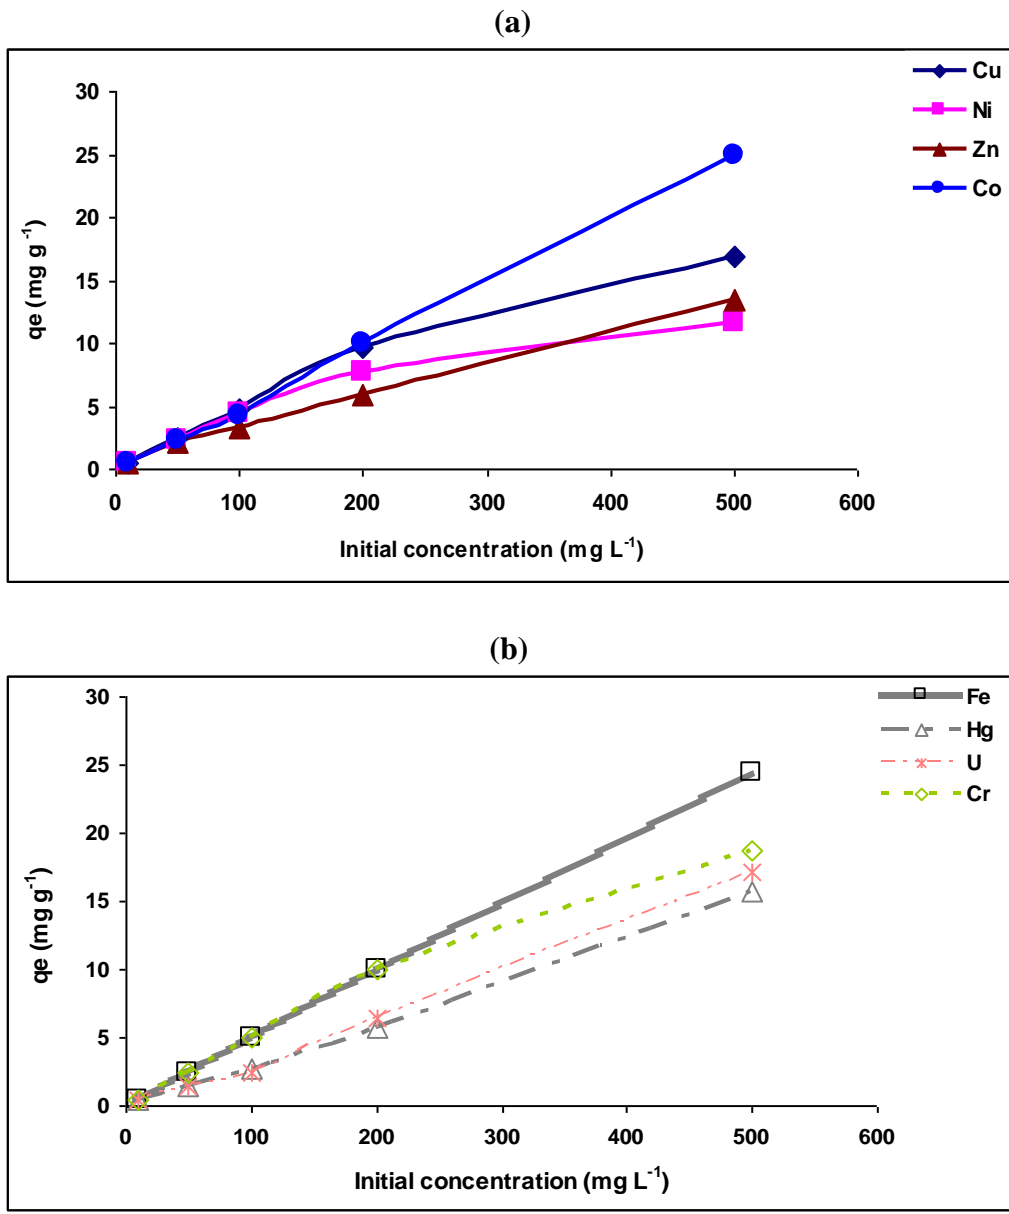 (a)
Cu
Ni
Zn
Co
30
25
20
15
10
5
0
qe (mg g⁻¹)
0 100 200 300 400 500 600
Initial concentration (mg L⁻¹)
(b)
Fe
Hg
U
Cr
30
25
20
15
10
5
0
qe (mg g⁻¹)
0 100 200 300 400 500 600
Initial concentration (mg L⁻¹)